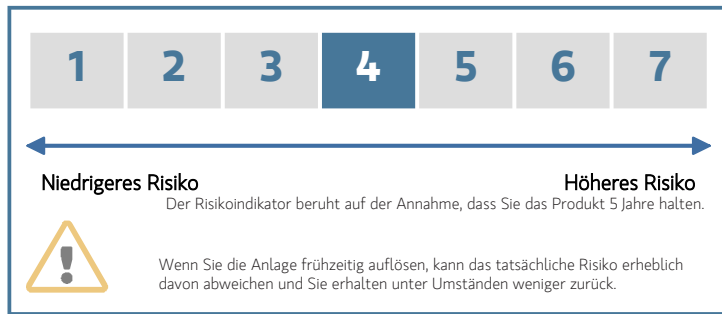 1 2 3 4 5 6 7
Niedrigeres Risiko Höheres Risiko
Der Risikoindikator beruht auf der Annahme, dass Sie das Produkt 5 Jahre halten.
Wenn Sie die Anlage frühzeitig auflösen, kann das tatsächliche Risiko erheblich
davon abweichen und Sie erhalten unter Umständen weniger zurück.